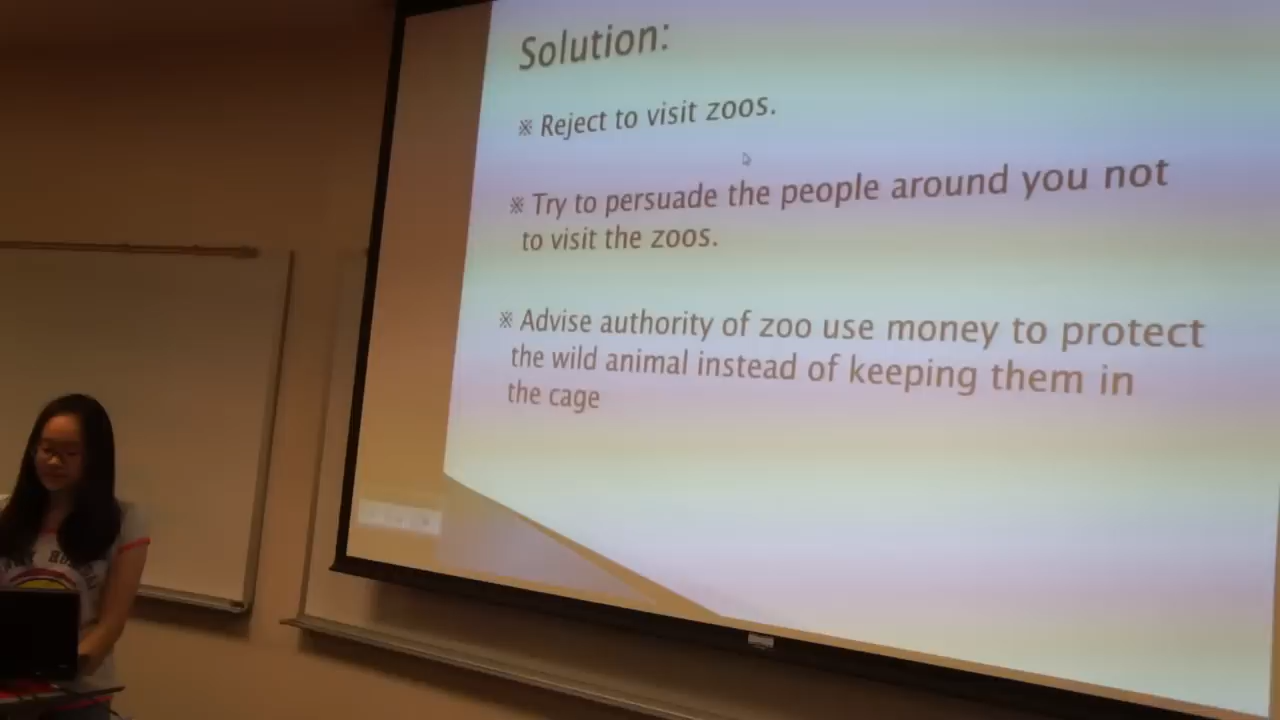 Solution:
※ Reject to visit zoos.
※ Try to persuade the people around you not
to visit the zoos.
※ Advise authority of zoo use money to protect
the wild animal instead of keeping them in
the cage